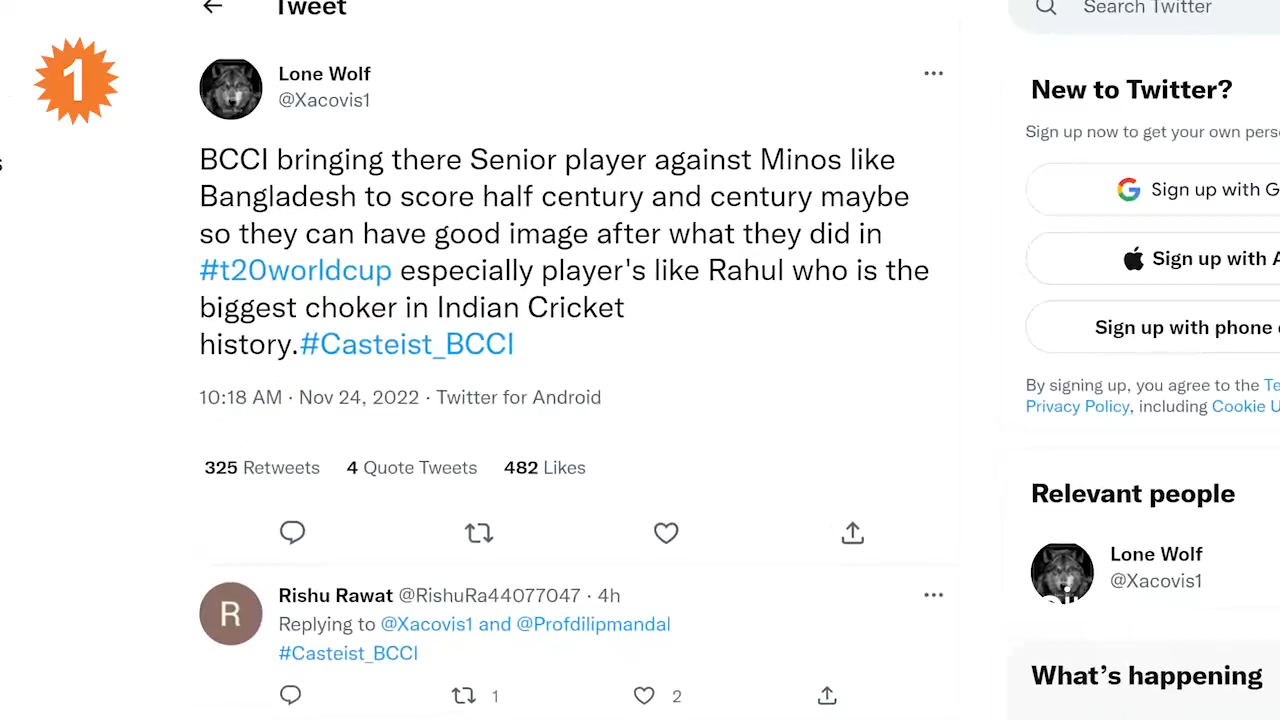 Tweet
Search Twitter
1
Lone Wolf
@Xacovis1
BCCI bringing there Senior player against Minos like
Bangladesh to score half century and century maybe
so they can have good image after what they did in
#t20worldcup especially player's like Rahul who is the
biggest choker in Indian Cricket
history.#Casteist_BCCI
10:18 AM · Nov 24, 2022 · Twitter for Android
325 Retweets 4 Quote Tweets 482 Likes
Rishu Rawat @RishuRa44077047 · 4h
Replying to @Xacovis1 and @Profdilipmandal
#Casteist_BCCI
1 2
R
New to Twitter?
Sign up now to get your own pers
Sign up with G
Sign up with A
Sign up with phone
By signing up, you agree to the Te
Privacy Policy, including Cookie U
Relevant people
Lone Wolf
@Xacovis1
What's happening